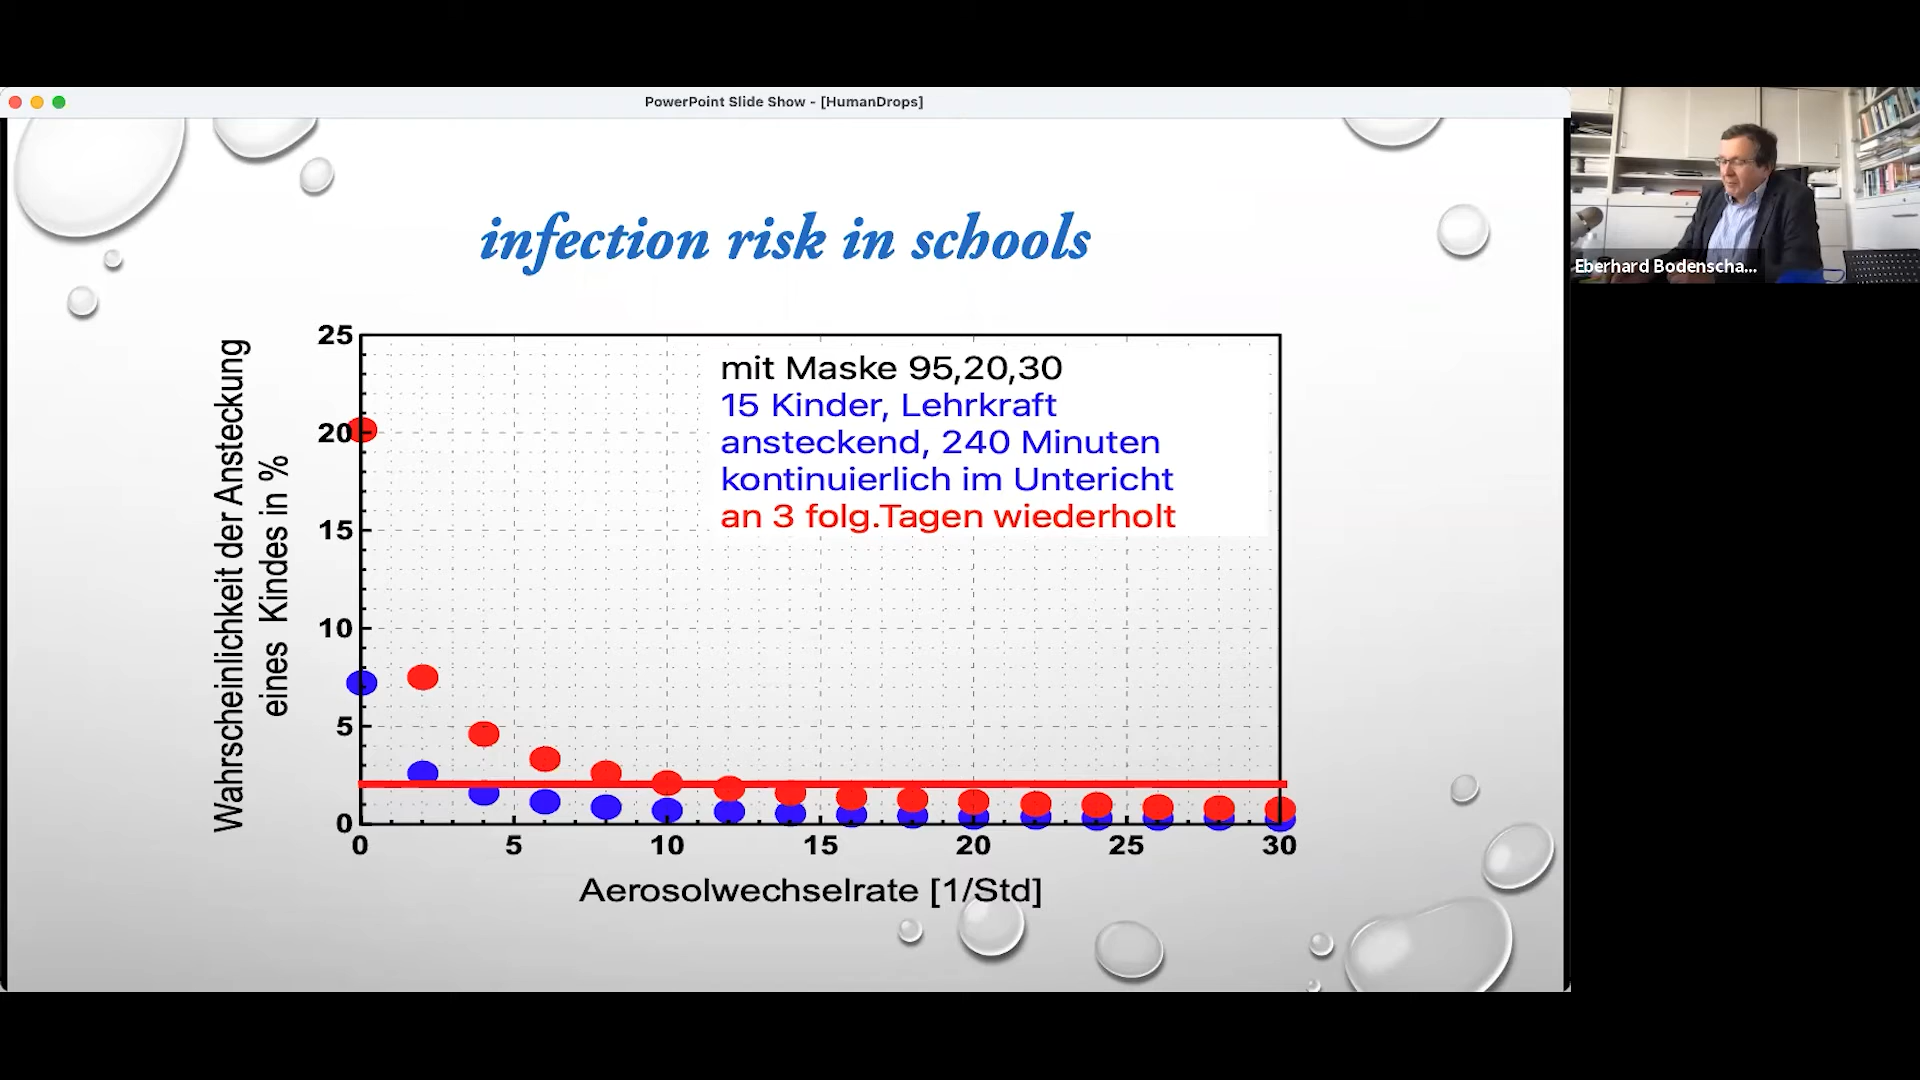 PowerPoint Slide Show - [HumanDrops]
Eberhard Bodenscha...
infection risk in schools
Wahrscheinlichkeit der Ansteckung
eines Kindes in %
25
20
15
10
5
0
mit Maske 95,20,30
15 Kinder, Lehrkraft
ansteckend, 240 Minuten
kontinuierlich im Untericht
an 3 folg.Tagen wiederholt
0 5 10 15 20 25 30
Aerosolwechselrate [1/Std]